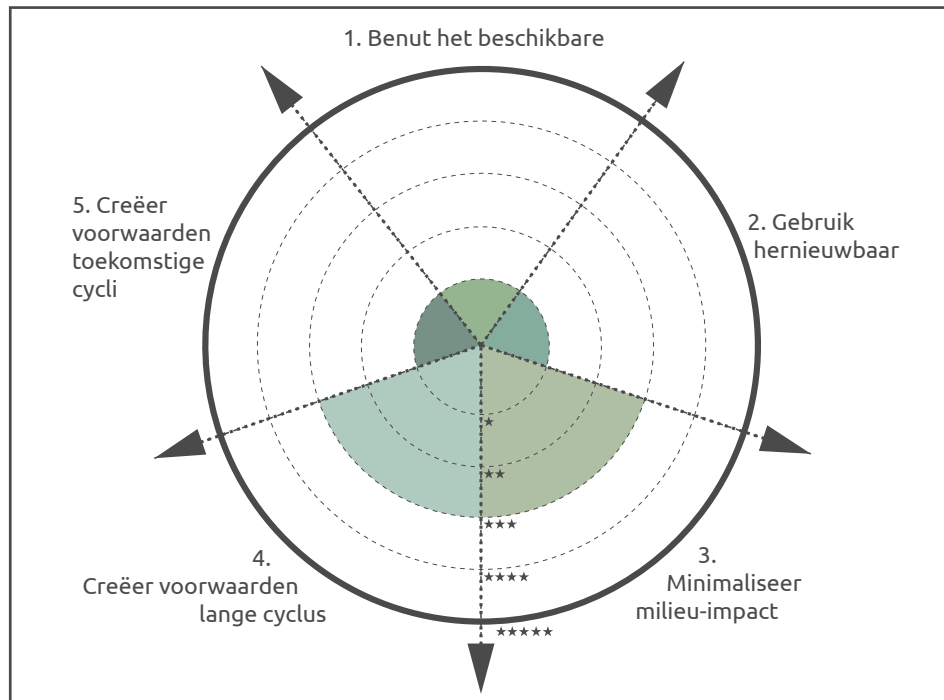 1. Benut het beschikbare
2. Gebruik
hernieuwbaar
3.
Minimaliseer
milieu-impact
4.
Creëer voorwaarden
lange cyclus
5. Creëer
voorwaarden
toekomstige
cycli
★
★★
★★★
★★★★
★★★★★